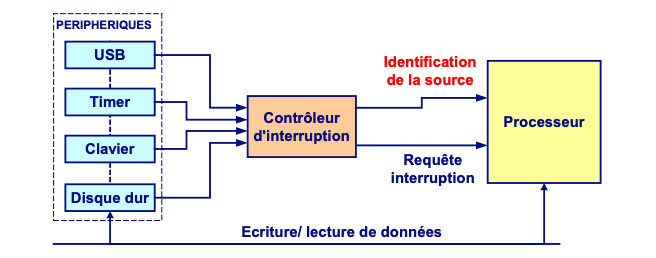 PERIPHERIQUES
USB
Timer
Clavier
Disque dur
Contrôleur
d'interruption
Identification
de la source
Requête
interruption
Processeur
Ecriture/ lecture de données